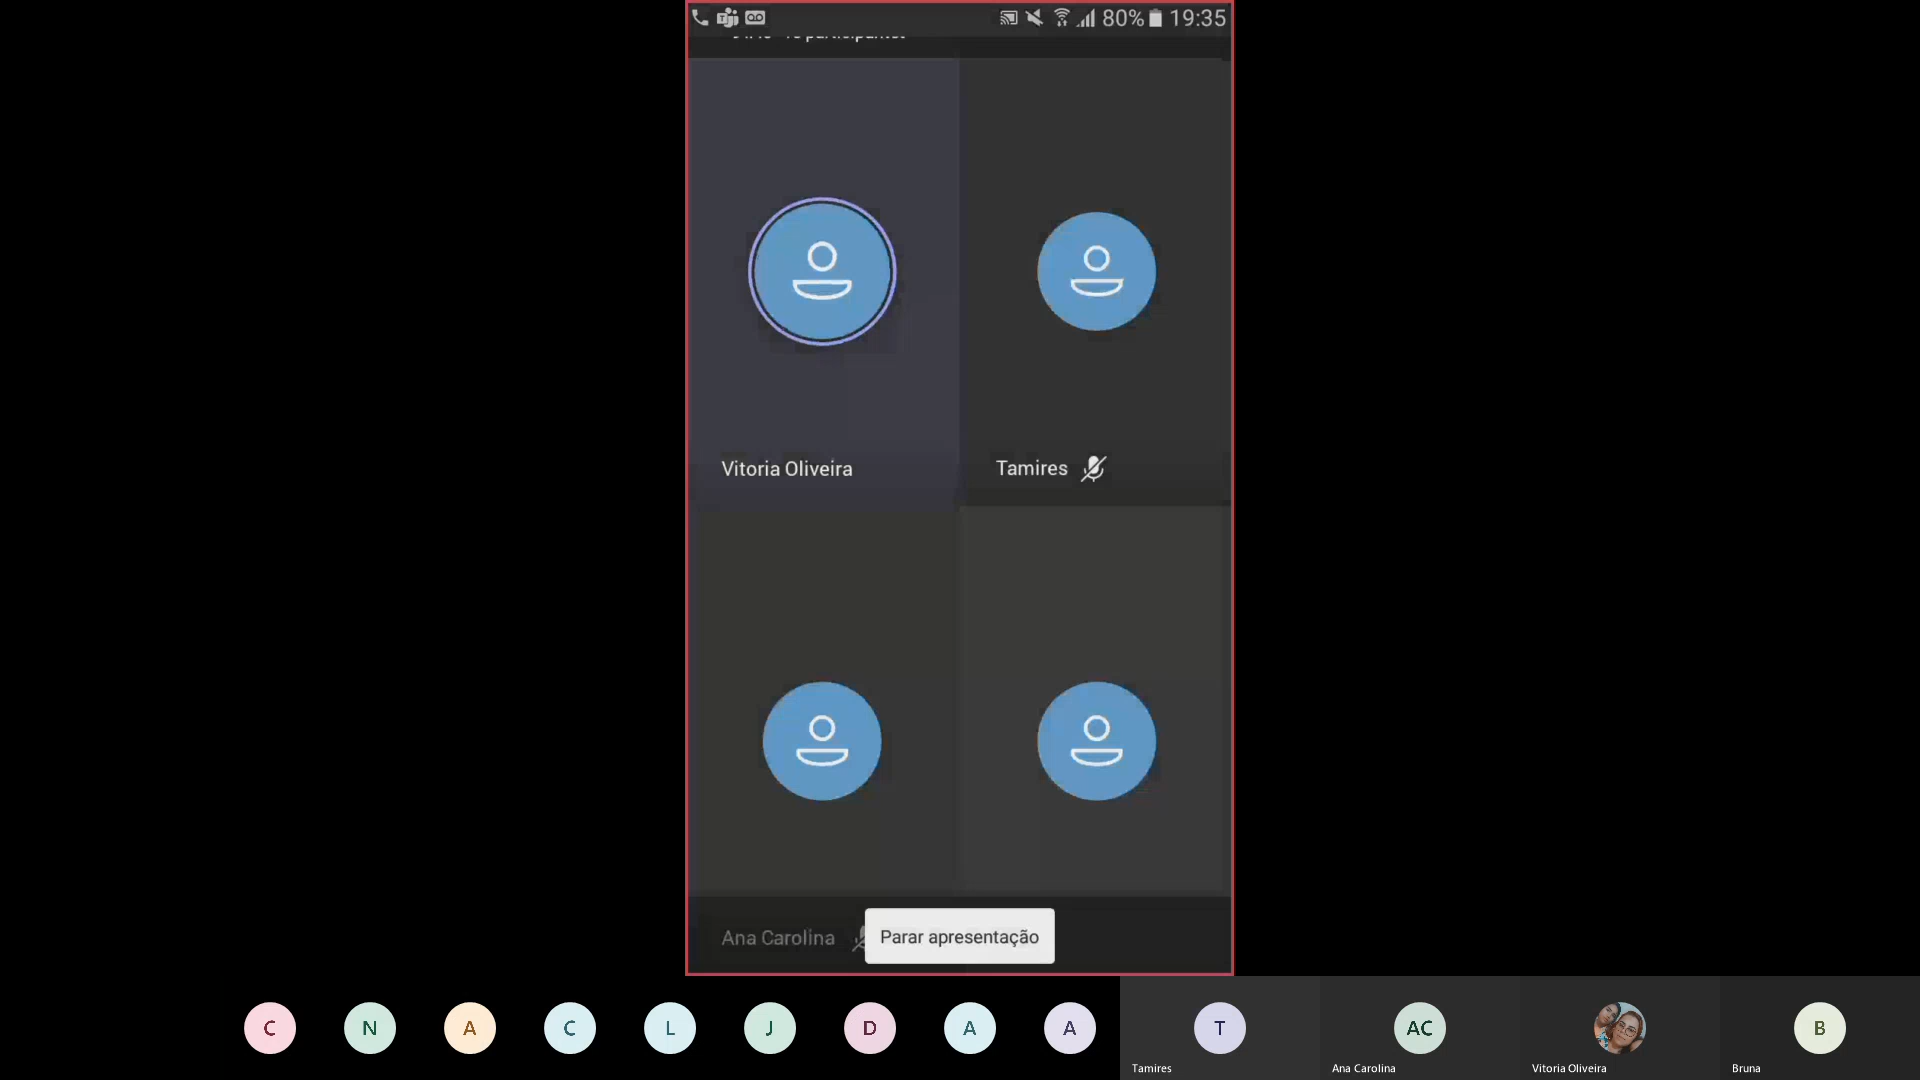 80% 19:35
Vitoria Oliveira
Tamires
Ana Carolina
Parar apresentação
C N A C L J D A A T AC B
Tamires Ana Carolina Vitoria Oliveira Bruna